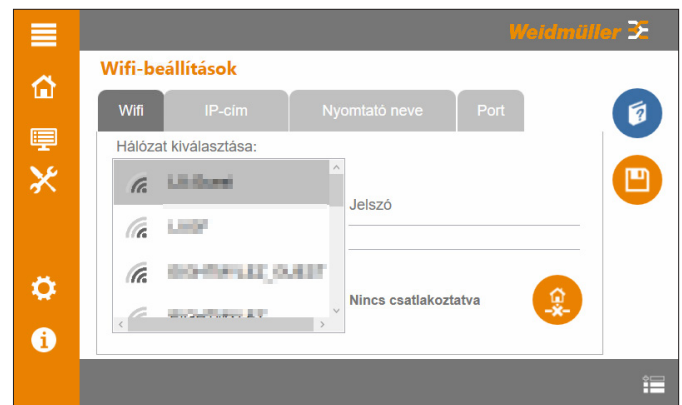 Weidmüller
Wifi-beállítások
Wifi IP-cím Nyomtató neve Port
Hálózat kiválasztása:
Jelszó
Nincs csatlakoztatva